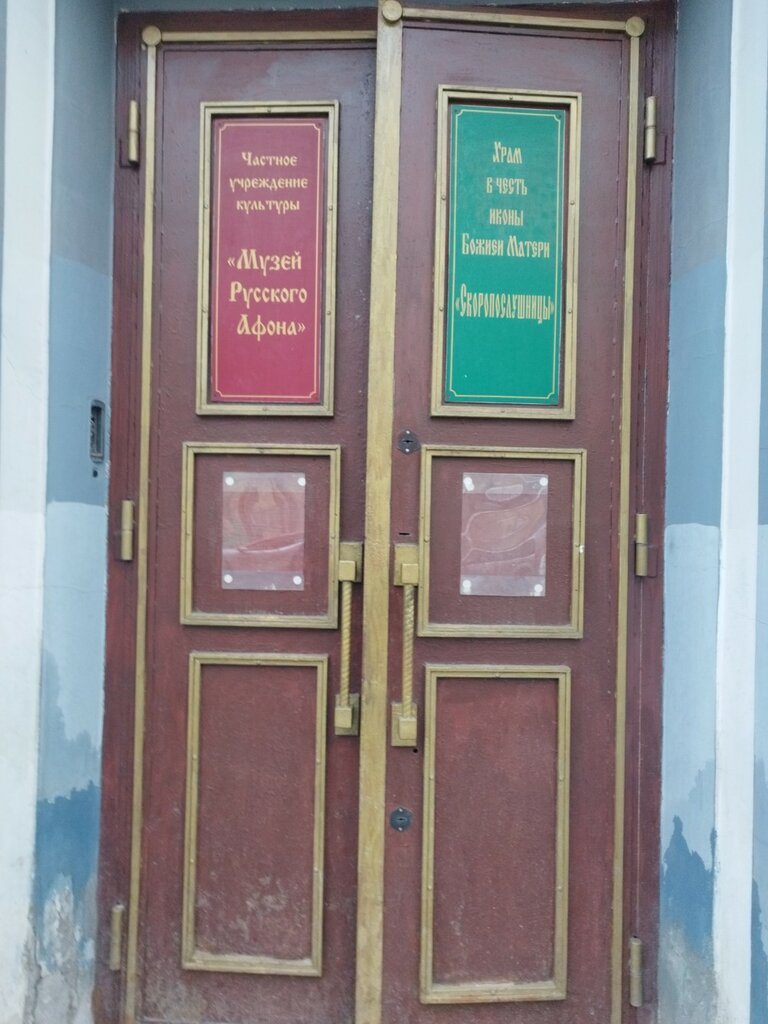 Частное
учреждение
культуры
«Музей
Русского
Афона»
Храм
в честь
иконы
Божией Матери
«Скоропослушницы»